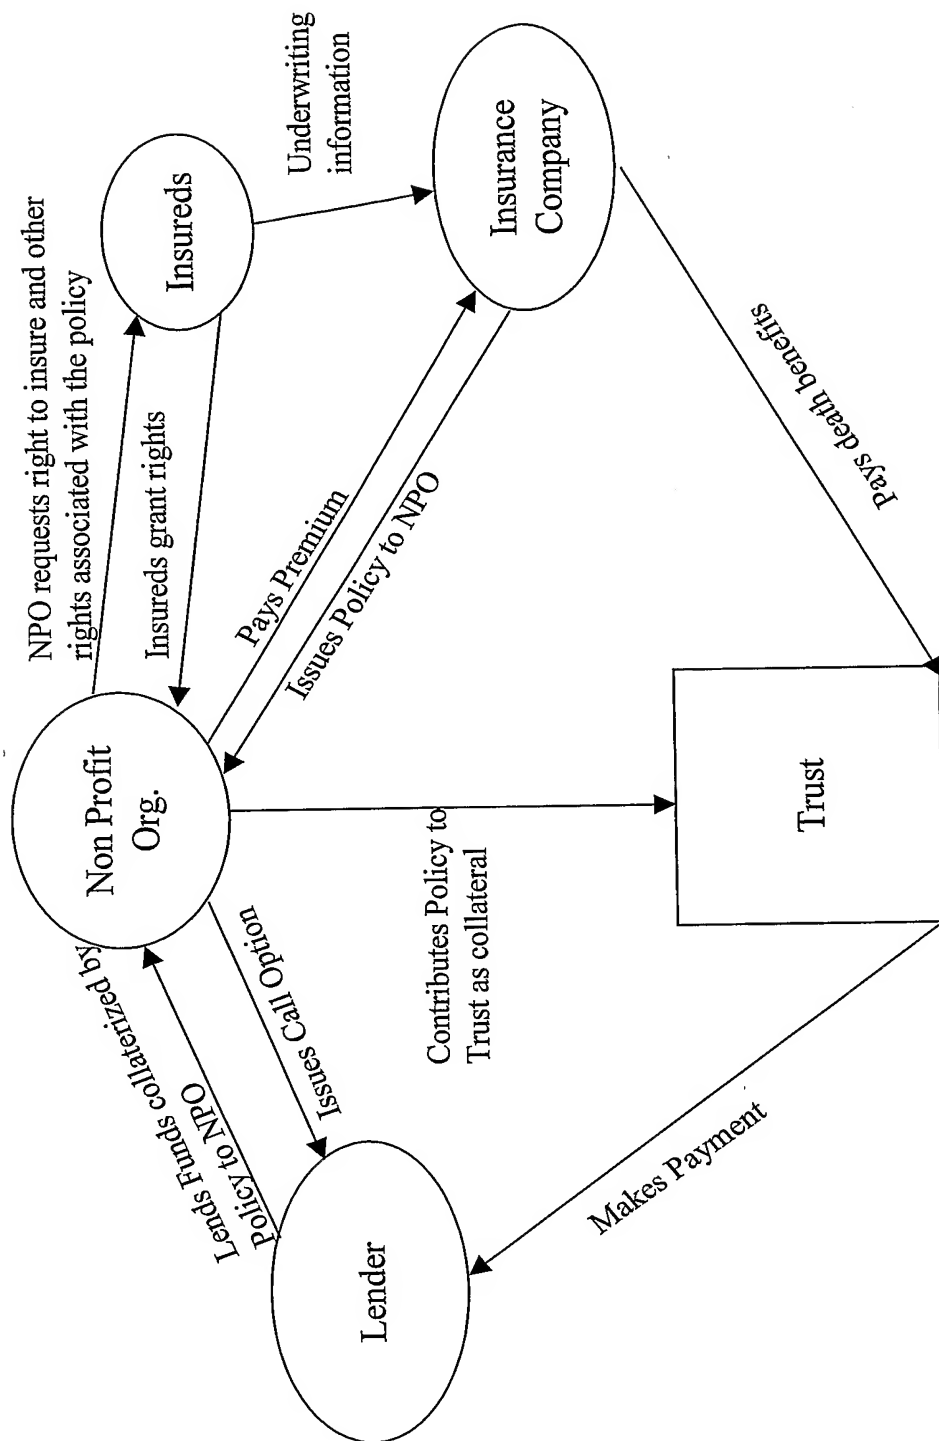 NPO requests right to insure and other
rights associated with the policy
Insureds
Insureds grant rights
Underwriting
information
Non Profit
Org.
Insurance
Company
Pays Premium
Issues Policy to NPO
Lends Funds collaterized by
Policy to NPO
Issues Call Option
Lender
Contributes Policy to
Trust as collateral
Pays death benefits
Makes Payment
Trust